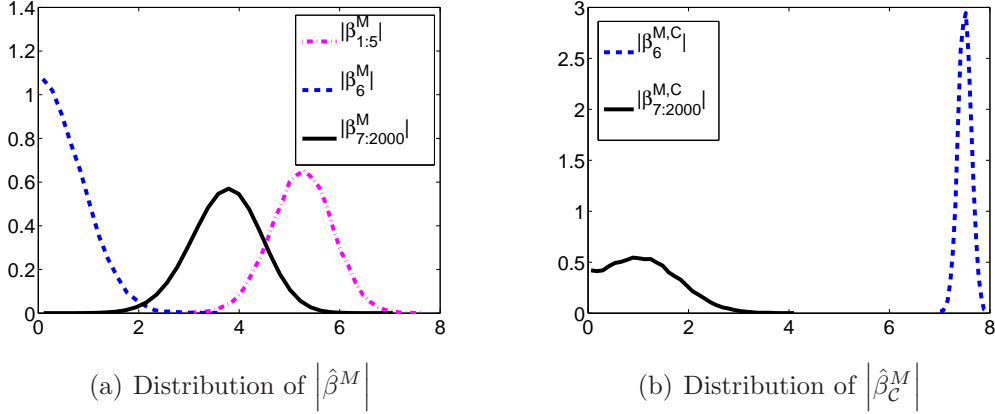 1.4
1.2
1
0.8
0.6
0.4
0.2
0
0 2 4 6 8
|β^M_{1:5}|
|β^M_6|
|β^M_{7:2000}|
(a) Distribution of |β̂^M|
3
2.5
2
1.5
1
0.5
0
0 2 4 6 8
|β^{M,C}_6|
|β^{M,C}_{7:2000}|
(b) Distribution of |β̂^M_𝒞|